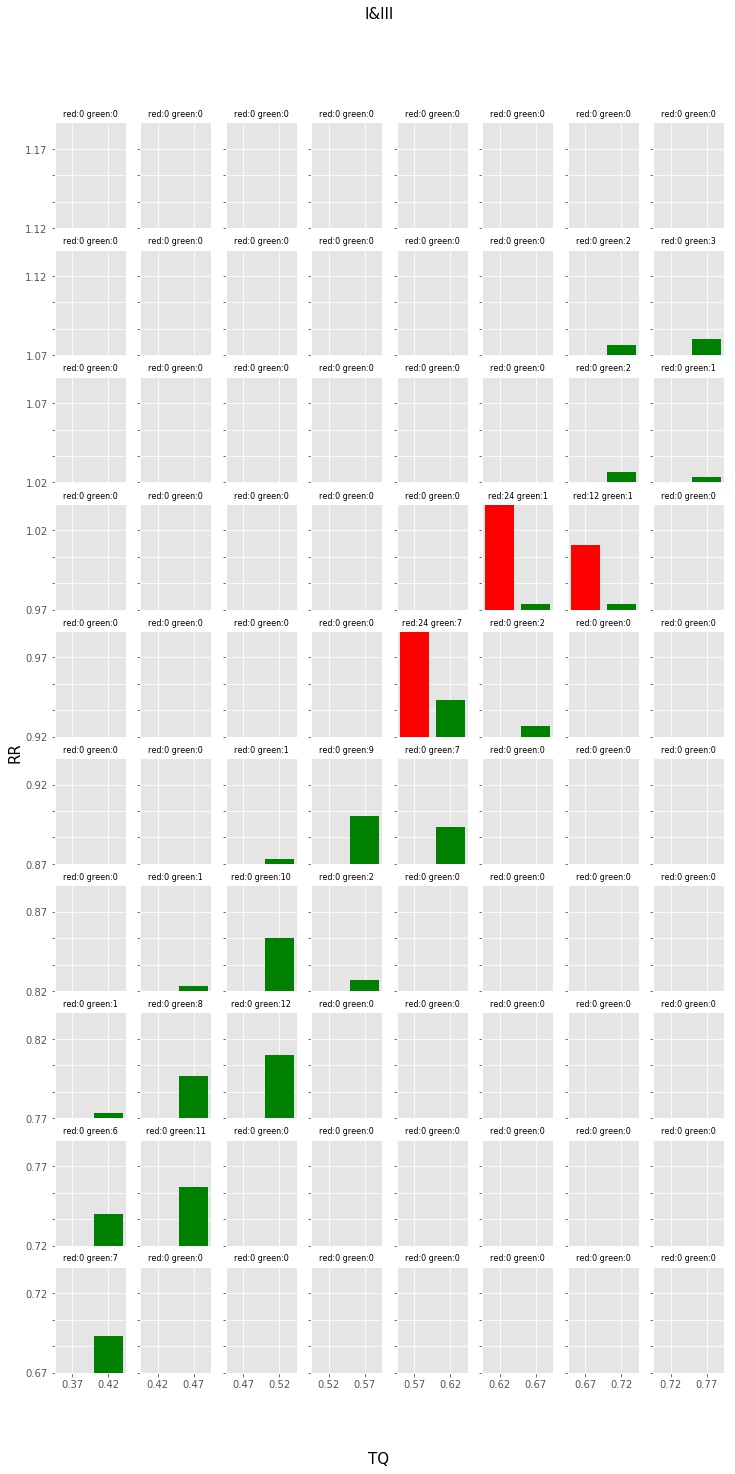 I&III
red:0 green:0 red:0 green:0 red:0 green:0 red:0 green:0 red:0 green:0 red:0 green:0 red:0 green:0 red:0 green:0
1.17
1.12
red:0 green:0 red:0 green:0 red:0 green:0 red:0 green:0 red:0 green:0 red:0 green:0 red:0 green:2 red:0 green:3
1.12
1.07
red:0 green:0 red:0 green:0 red:0 green:0 red:0 green:0 red:0 green:0 red:0 green:0 red:0 green:2 red:0 green:1
1.07
1.02
red:0 green:0 red:0 green:0 red:0 green:0 red:0 green:0 red:0 green:0 red:24 green:1 red:12 green:1 red:0 green:0
1.02
0.97
red:0 green:0 red:0 green:0 red:0 green:0 red:0 green:0 red:24 green:7 red:0 green:2 red:0 green:0 red:0 green:0
0.97
0.92
RR
red:0 green:0 red:0 green:0 red:0 green:1 red:0 green:9 red:0 green:7 red:0 green:0 red:0 green:0 red:0 green:0
0.92
0.87
red:0 green:0 red:0 green:1 red:0 green:10 red:0 green:2 red:0 green:0 red:0 green:0 red:0 green:0 red:0 green:0
0.87
0.82
red:0 green:1 red:0 green:8 red:0 green:12 red:0 green:0 red:0 green:0 red:0 green:0 red:0 green:0 red:0 green:0
0.82
0.77
red:0 green:6 red:0 green:11 red:0 green:0 red:0 green:0 red:0 green:0 red:0 green:0 red:0 green:0 red:0 green:0
0.77
0.72
red:0 green:7 red:0 green:0 red:0 green:0 red:0 green:0 red:0 green:0 red:0 green:0 red:0 green:0 red:0 green:0
0.72
0.67
0.37 0.42 0.42 0.47 0.47 0.52 0.52 0.57 0.57 0.62 0.62 0.67 0.67 0.72 0.72 0.77
TQ